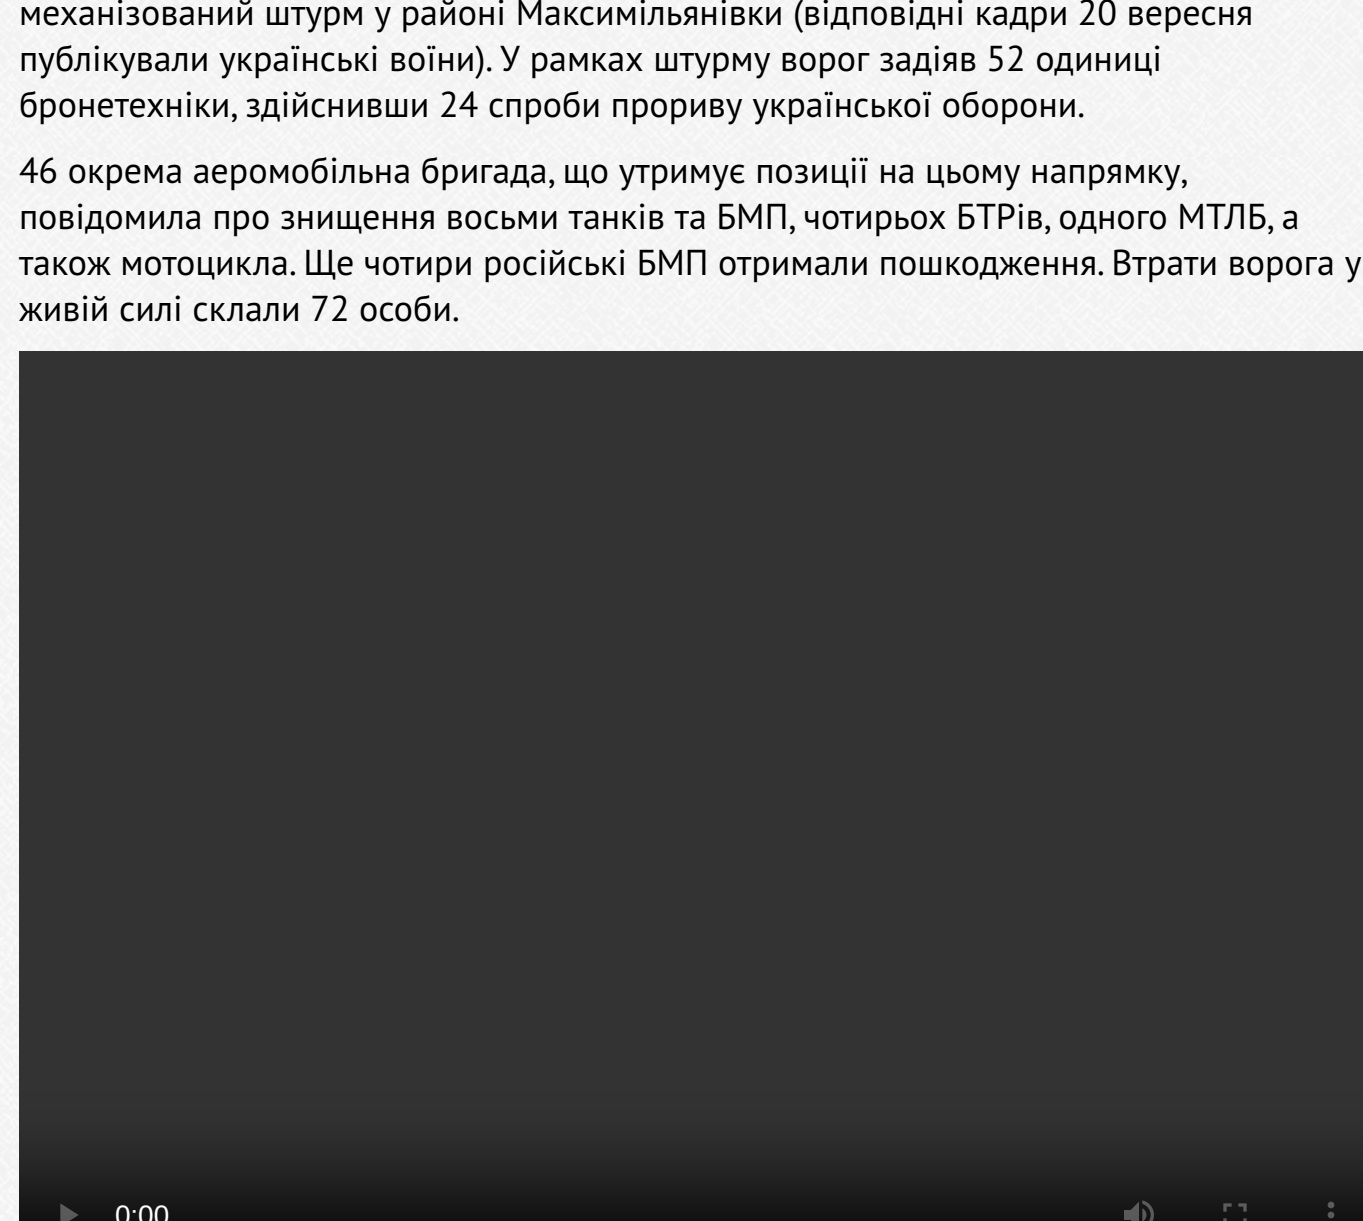 механізований штурм у районі Максимільянівки (відповідні кадри 20 вересня
публікували українські воїни). У рамках штурму ворог задіяв 52 одиниці
бронетехніки, здійснивши 24 спроби прориву української оборони.
46 окрема аеромобільна бригада, що утримує позиції на цьому напрямку,
повідомила про знищення восьми танків та БМП, чотирьох БТРів, одного МТЛБ, а
також мотоцикла. Ще чотири російські БМП отримали пошкодження. Втрати ворога у
живій силі склали 72 особи.
0:00